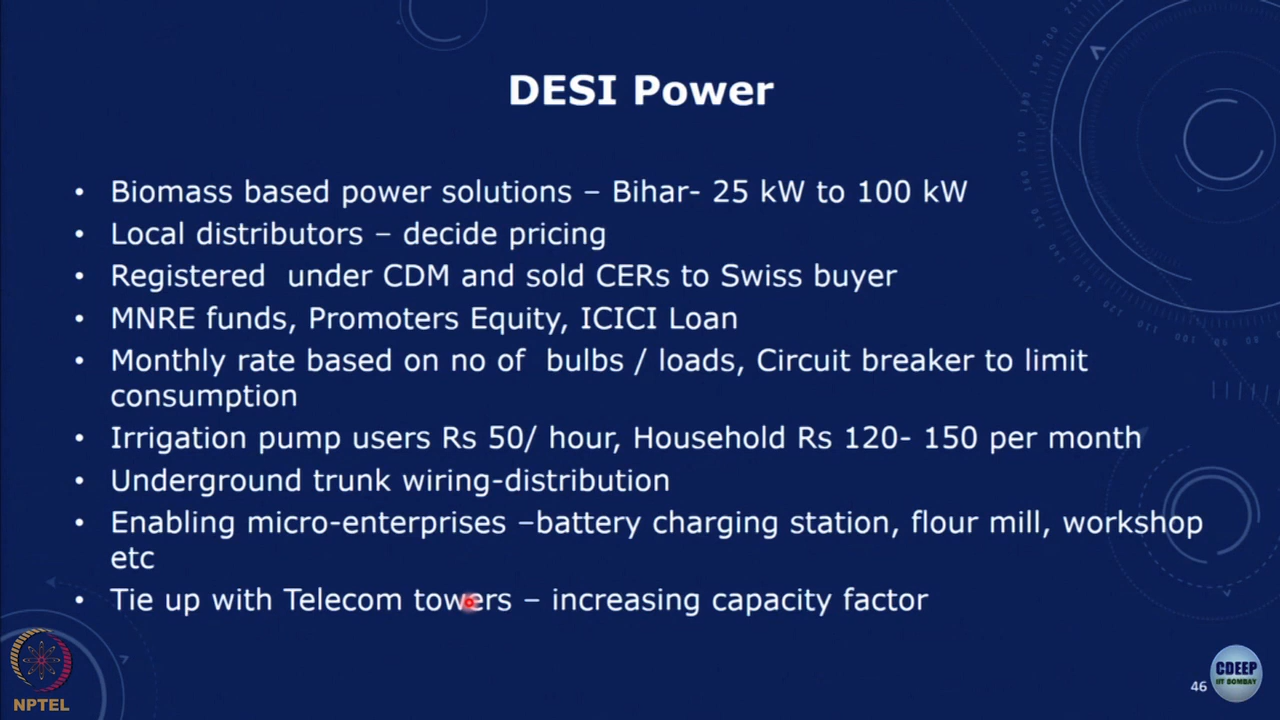 DESI Power
• Biomass based power solutions – Bihar- 25 kW to 100 kW
• Local distributors – decide pricing
• Registered  under CDM and sold CERs to Swiss buyer
• MNRE funds, Promoters Equity, ICICI Loan
• Monthly rate based on no of  bulbs / loads, Circuit breaker to limit
consumption
• Irrigation pump users Rs 50/ hour, Household Rs 120- 150 per month
• Underground trunk wiring-distribution
• Enabling micro-enterprises –battery charging station, flour mill, workshop
etc
• Tie up with Telecom towers – increasing capacity factor
NPTEL
46
CDEEP
IIT BOMBAY